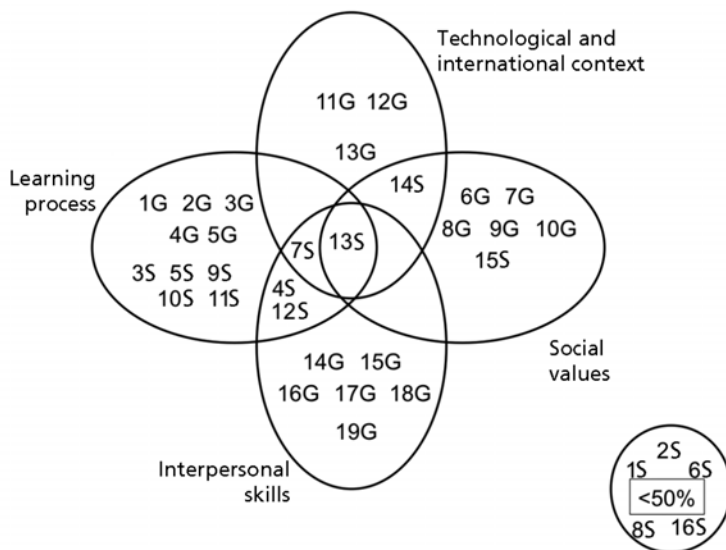 Technological and
international context
11G 12G
13G
Learning
process
14S
1G 2G 3G
6G 7G
4G 5G
8G 9G 10G
7S 13S
15S
3S 5S 9S
4S
10S 11S
12S
14G 15G
Social
values
16G 17G 18G
19G
Interpersonal
skills
2S
1S 6S
<50%
8S 16S